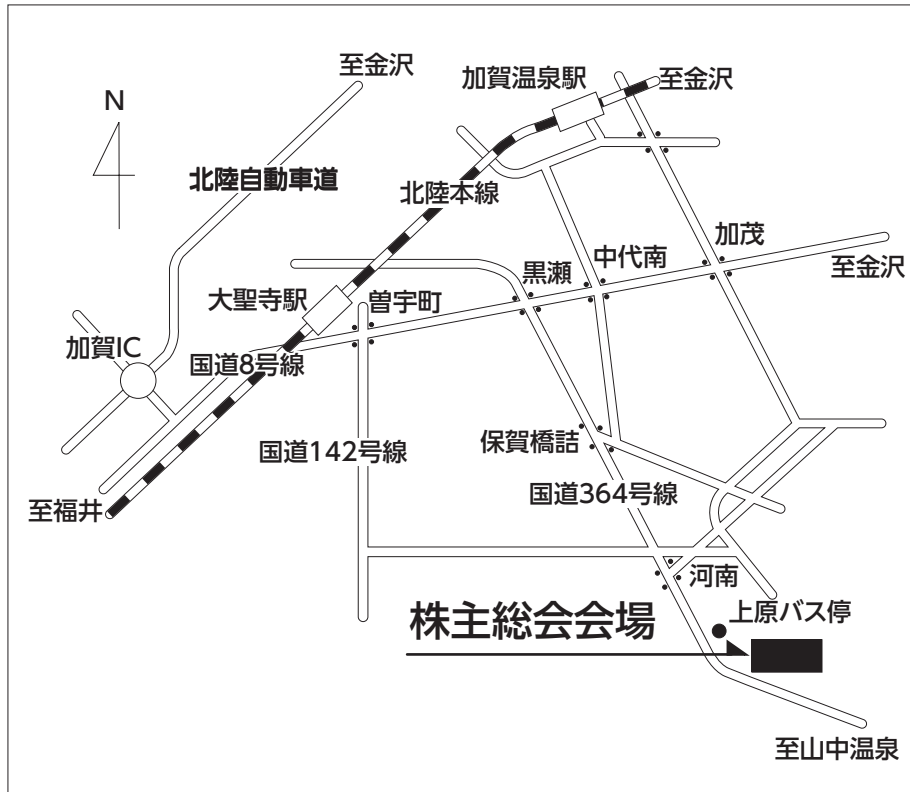 至金沢
加賀温泉駅
至金沢
N
北陸自動車道
北陸本線
加茂
中代南
至金沢
黒瀬
大聖寺駅
曽宇町
加賀IC
国道8号線
保賀橋詰
国道142号線
国道364号線
至福井
河南
上原バス停
株主総会会場
至山中温泉